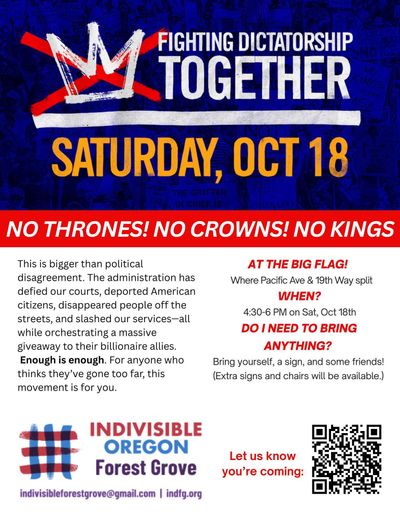 FIGHTING DICTATORSHIP
TOGETHER
SATURDAY, OCT 18
NO THRONES! NO CROWNS! NO KINGS
This is bigger than political
disagreement. The administration has
defied our courts, deported American
citizens, disappeared people off the
streets, and slashed our services—all
while orchestrating a massive
giveaway to their billionaire allies.
Enough is enough. For anyone who
thinks they've gone too far, this
movement is for you.
AT THE BIG FLAG!
Where Pacific Ave & 19th Way split
WHEN?
4:30-6 PM on Sat, Oct 18th
DO I NEED TO BRING
ANYTHING?
Bring yourself, a sign, and some friends!
(Extra signs and chairs will be available.)
INDIVISIBLE
OREGON
Forest Grove
indivisibleforestgrove@gmail.com | indfg.org
Let us know
you're coming: